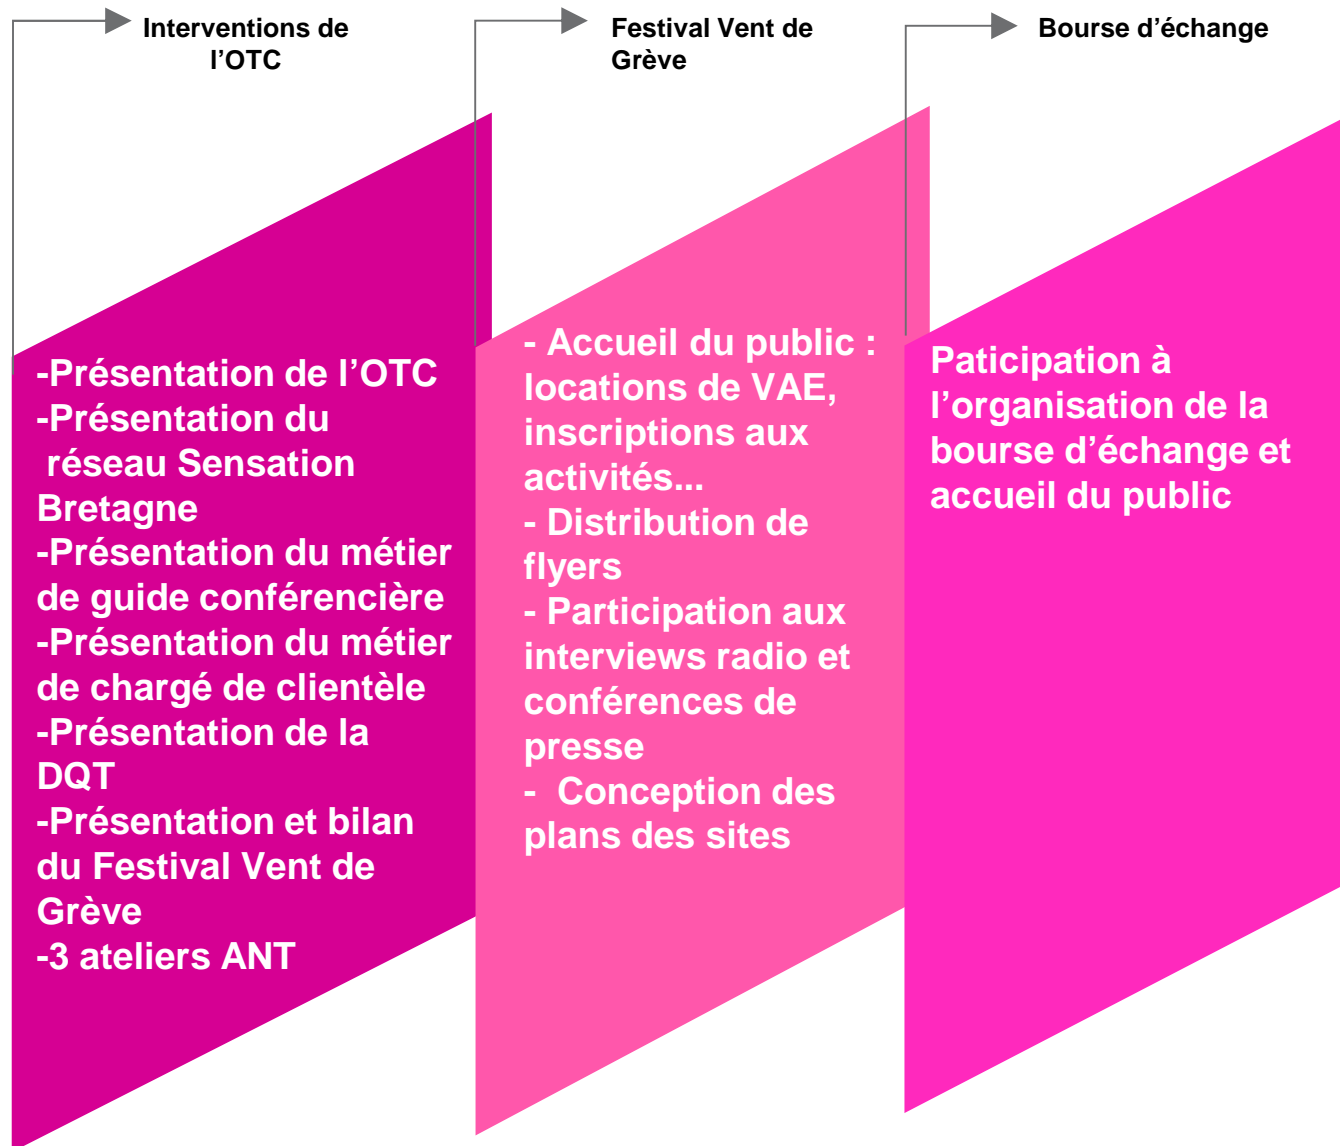 Interventions de
l’OTC
Festival Vent de
Grève
Bourse d’échange
-Présentation de l’OTC
-Présentation du
réseau Sensation
Bretagne
-Présentation du métier
de guide conférencière
-Présentation du métier
de chargé de clientèle
-Présentation de la
DQT
-Présentation et bilan
du Festival Vent de
Grève
-3 ateliers ANT
- Accueil du public :
locations de VAE,
inscriptions aux
activités...
- Distribution de
flyers
- Participation aux
interviews radio et
conférences de
presse
-  Conception des
plans des sites
Paticipation à
l’organisation de la
bourse d’échange et
accueil du public